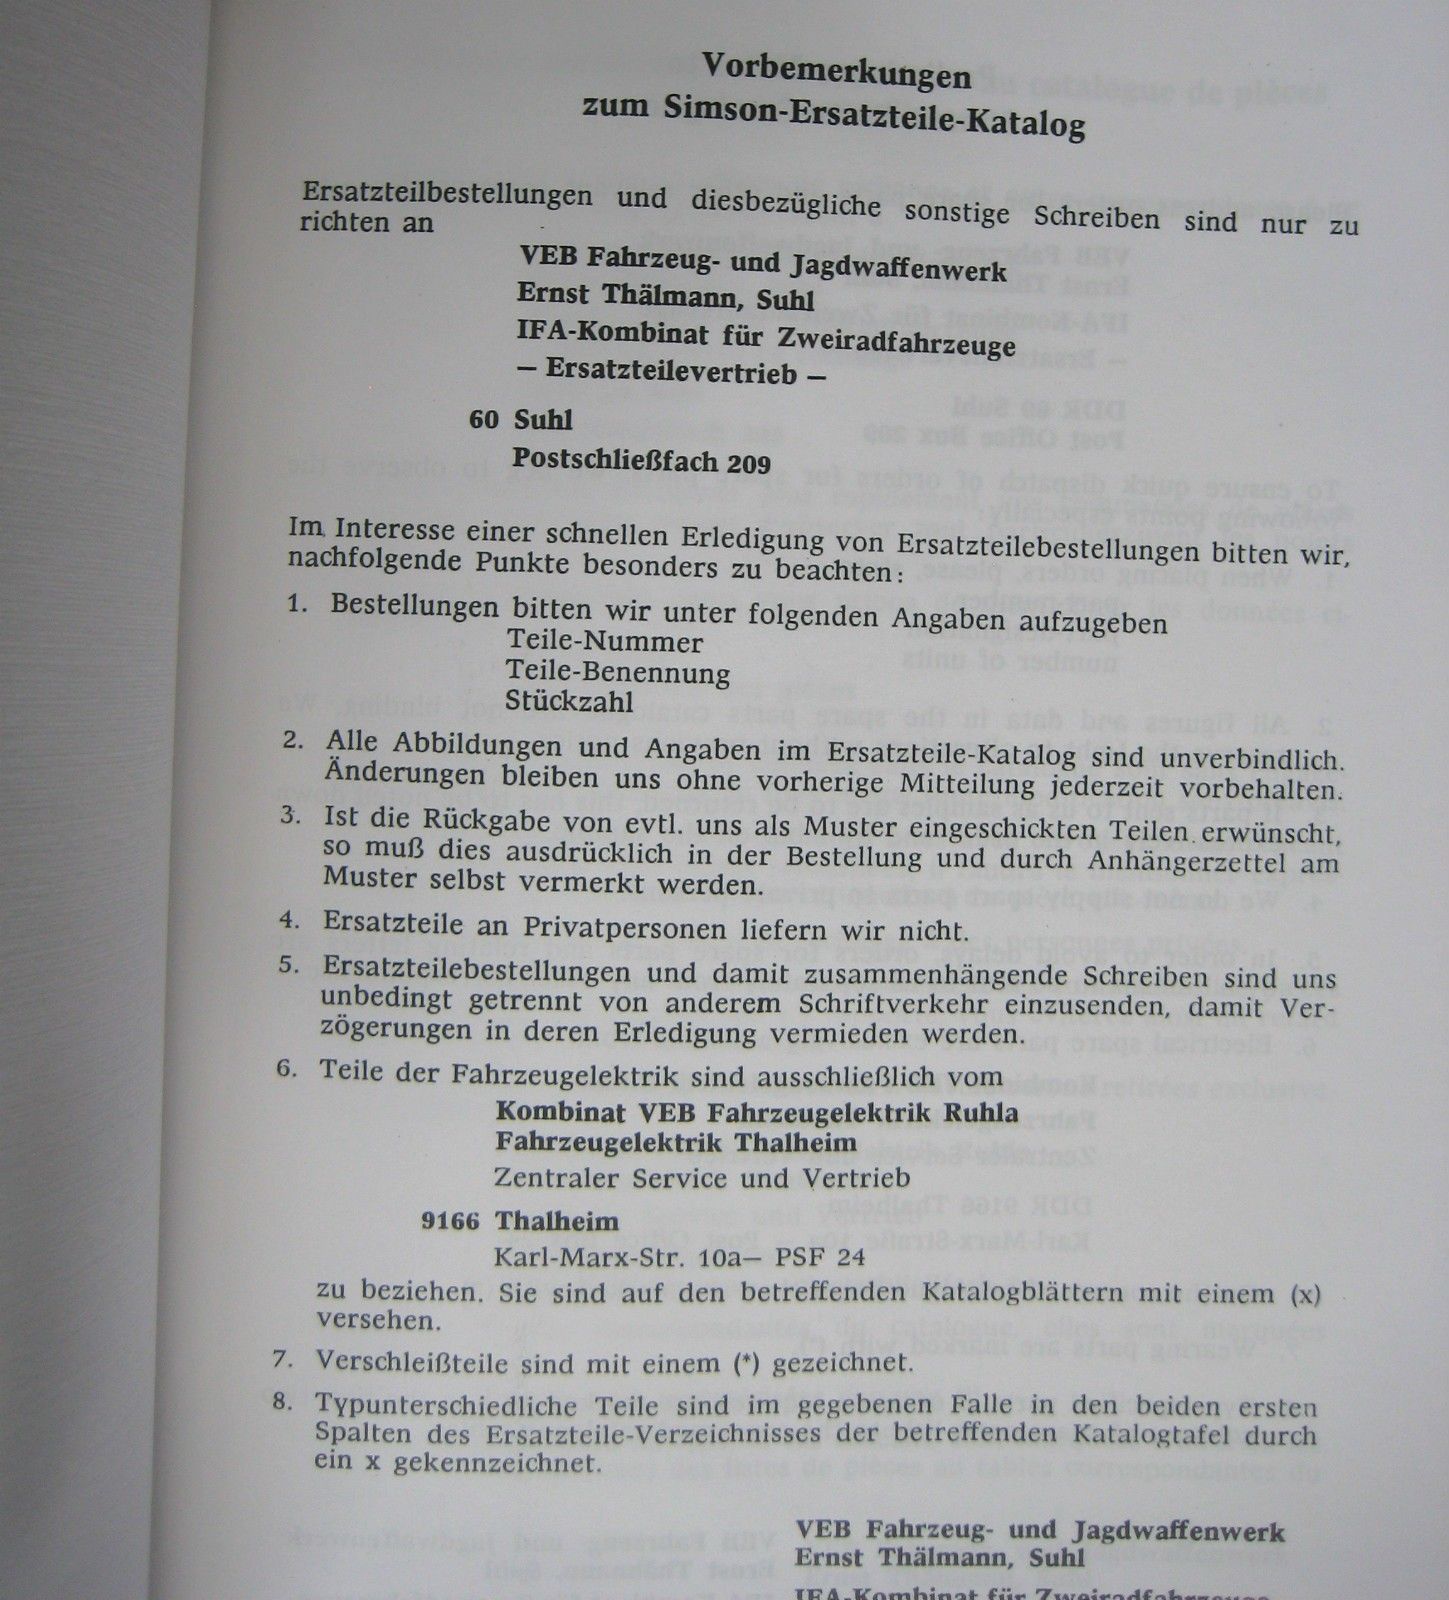 Vorbemerkungen
zum Simson-Ersatzteile-Katalog
Ersatzteilbestellungen und diesbezügliche sonstige Schreiben sind nur zu
richten an
VEB Fahrzeug- und Jagdwaffenwerk
Ernst Thälmann, Suhl
IFA-Kombinat für Zweiradfahrzeuge
— Ersatzteilevertrieb —
60 Suhl
Postschließfach 209
Im Interesse einer schnellen Erledigung von Ersatzteilebestellungen bitten wir,
nachfolgende Punkte besonders zu beachten:
1. Bestellungen bitten wir unter folgenden Angaben aufzugeben
Teile-Nummer
Teile-Benennung
Stückzahl
2. Alle Abbildungen und Angaben im Ersatzteile-Katalog sind unverbindlich.
Änderungen bleiben uns ohne vorherige Mitteilung jederzeit vorbehalten.
3. Ist die Rückgabe von evtl. uns als Muster eingeschickten Teilen erwünscht,
so muß dies ausdrücklich in der Bestellung und durch Anhängerzettel am
Muster selbst vermerkt werden.
4. Ersatzteile an Privatpersonen liefern wir nicht.
5. Ersatzteilebestellungen und damit zusammenhängende Schreiben sind uns
unbedingt getrennt von anderem Schriftverkehr einzusenden, damit Ver-
zögerungen in deren Erledigung vermieden werden.
6. Teile der Fahrzeugelektrik sind ausschließlich vom
Kombinat VEB Fahrzeugelektrik Ruhla
Fahrzeugelektrik Thalheim
Zentraler Service und Vertrieb
9166 Thalheim
Karl-Marx-Str. 10a— PSF 24
zu beziehen. Sie sind auf den betreffenden Katalogblättern mit einem (x)
versehen.
7. Verschleißteile sind mit einem (*) gezeichnet.
8. Typunterschiedliche Teile sind im gegebenen Falle in den beiden ersten
Spalten des Ersatzteile-Verzeichnisses der betreffenden Katalogtafel durch
ein x gekennzeichnet.
VEB Fahrzeug- und Jagdwaffenwerk
Ernst Thälmann, Suhl
IFA-Kombinat für Zweiradfahrzeuge